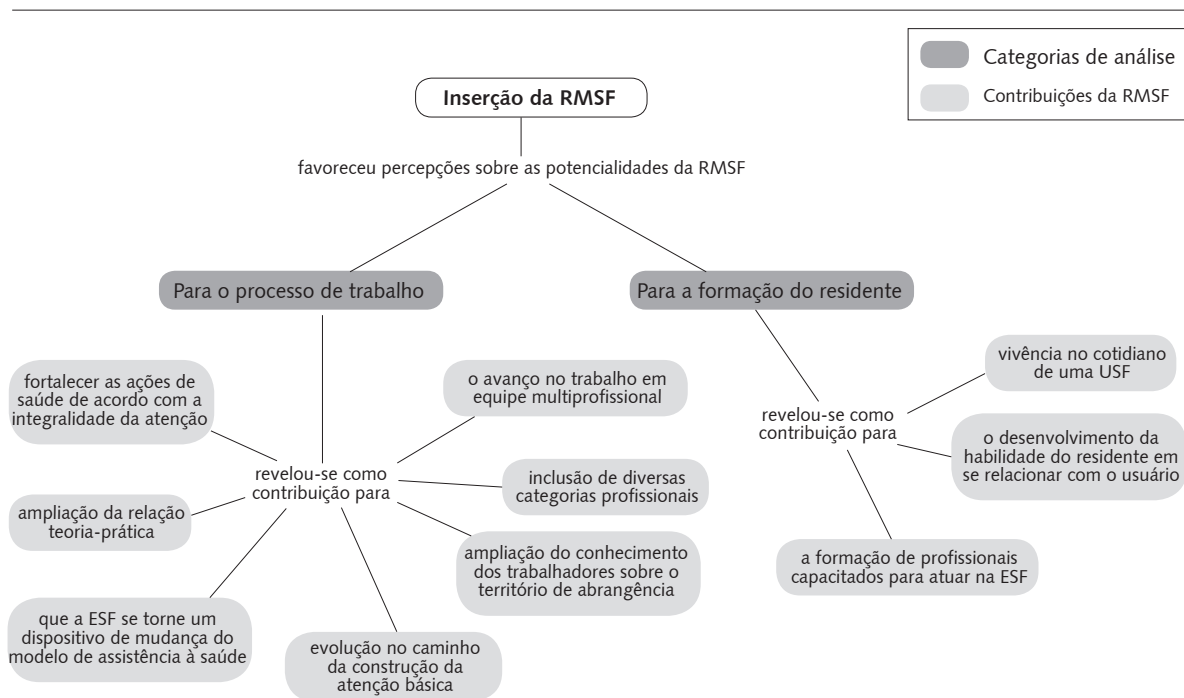 Categorias de análise
Contribuições da RMSF
Inserção da RMSF
favoreceu percepções sobre as potencialidades da RMSF
Para o processo de trabalho
Para a formação do residente
fortalecer as ações de
saúde de acordo com a
integralidade da atenção
o avanço no trabalho em
equipe multiprofissional
revelou-se como
contribuição para
inclusão de diversas
categorias profissionais
ampliação da relação
teoria-prática
ampliação do conhecimento
dos trabalhadores sobre o
território de abrangência
que a ESF se torne um
dispositivo de mudança do
modelo de assistência à saúde
evolução no caminho
da construção da
atenção básica
vivência no cotidiano
de uma USF
revelou-se como
contribuição para
o desenvolvimento da
habilidade do residente em
se relacionar com o usuário
a formação de profissionais
capacitados para atuar na ESF